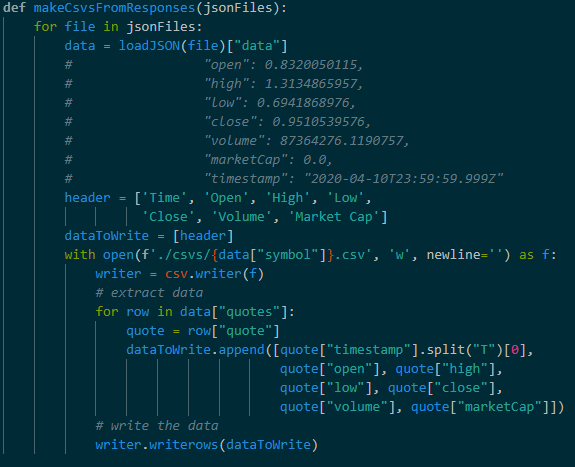 def makeCsvsFromResponses(jsonFiles):
    for file in jsonFiles:
        data = loadJSON(file)["data"]
        #                 "open": 0.8320050115,
        #                 "high": 1.3134865957,
        #                 "low": 0.6941868976,
        #                 "close": 0.9510539576,
        #                 "volume": 87364276.1190757,
        #                 "marketCap": 0.0,
        #                 "timestamp": "2020-04-10T23:59:59.999Z"
        header = ['Time', 'Open', 'High', 'Low',
                  'Close', 'Volume', 'Market Cap']
        dataToWrite = [header]
        with open(f'./csvs/{data["symbol"]}.csv', 'w', newline='') as f:
            writer = csv.writer(f)
            # extract data
            for row in data["quotes"]:
                quote = row["quote"]
                dataToWrite.append([quote["timestamp"].split("T")[0],
                                    quote["open"], quote["high"],
                                    quote["low"], quote["close"],
                                    quote["volume"], quote["marketCap"]])
            # write the data
            writer.writerows(dataToWrite)